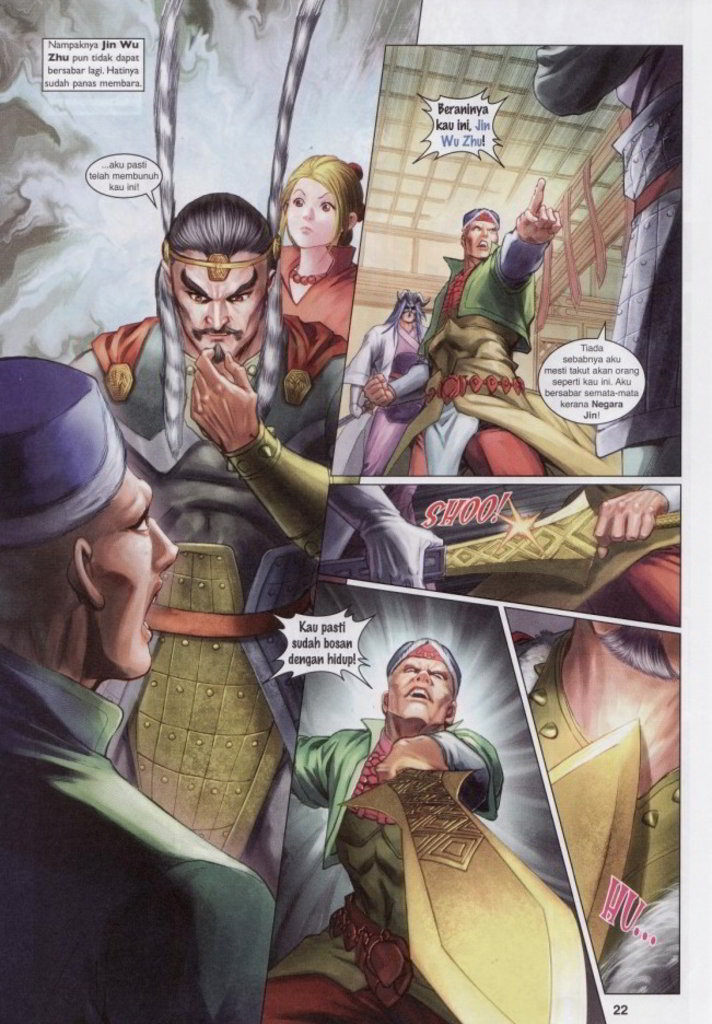 Nampaknya Jin Wu
Zhu pun tidak dapat
bersabar lagi. Hatinya
sudah panas membara.
...aku pasti
telah membunuh
kau ini!
Beraninya
kau ini, Jin
Wu Zhu!
Tiada
sebabnya aku
mesti takut akan orang
seperti kau ini. Aku
bersabar semata-mata
kerana Negara
Jin!
SHOO!
Kau pasti
sudah bosan
dengan hidup!
HU...
22